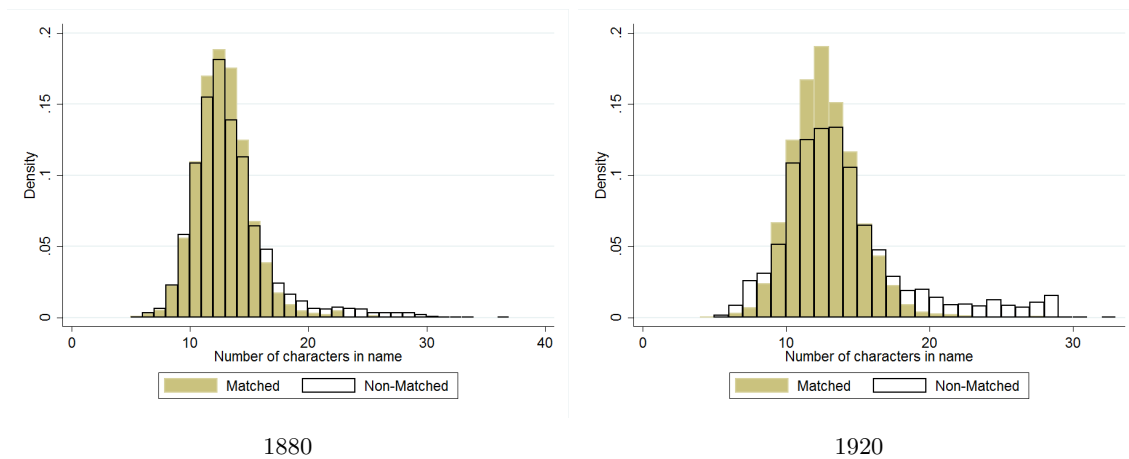 .2
.15
.1
.05
0
Density
0 10 20 30 40
Number of characters in name
Matched Non-Matched
1880
.2
.15
.1
.05
0
Density
0 10 20 30
Number of characters in name
Matched Non-Matched
1920